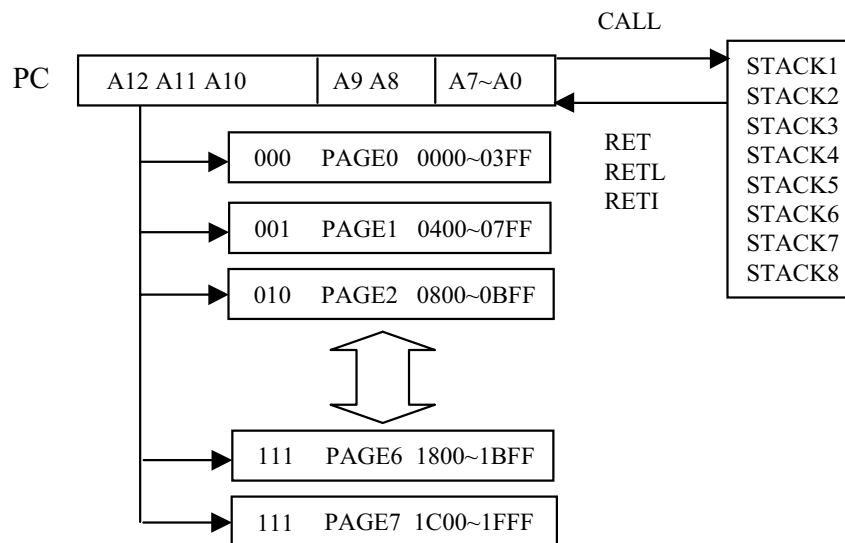 CALL
PC
A12 A11 A10
A9 A8
A7~A0
STACK1
STACK2
STACK3
STACK4
STACK5
STACK6
STACK7
STACK8
RET
RETL
RETI
000 PAGE0 0000~03FF
001 PAGE1 0400~07FF
010 PAGE2 0800~0BFF
111 PAGE6 1800~1BFF
111 PAGE7 1C00~1FFF